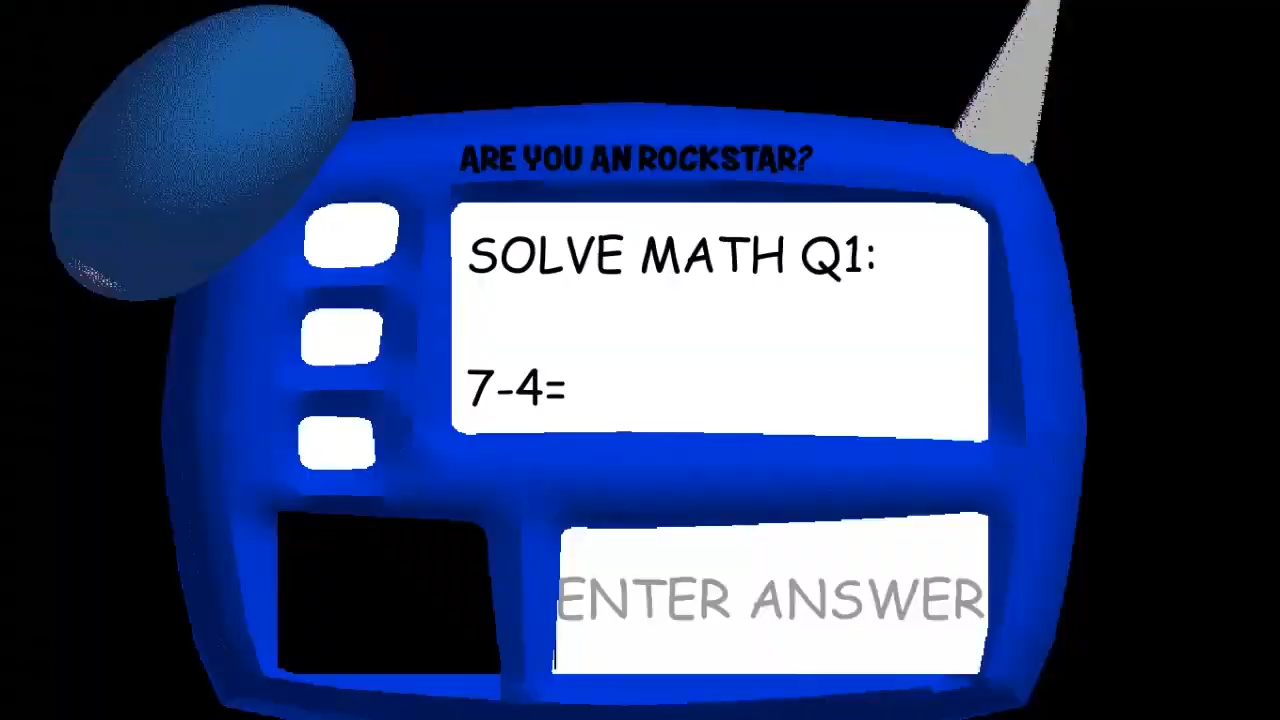 ARE YOU AN ROCKSTAR?
SOLVE MATH Q1:
7-4=
ENTER ANSWER